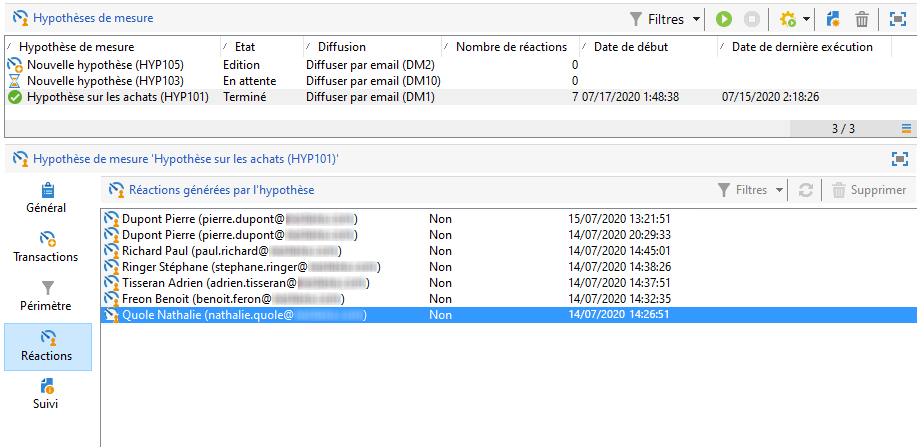 Hypothèses de mesure Filtres
Hypothèse de mesure Etat Diffusion Nombre de réactions Date de début Date de dernière exécution
Nouvelle hypothèse (HYP105) Edition Diffuser par email (DM2) 0
Nouvelle hypothèse (HYP103) En attente Diffuser par email (DM10) 0
Hypothèse sur les achats (HYP101) Terminé Diffuser par email (DM1) 7 07/17/2020 1:48:38 07/15/2020 2:18:26
3 / 3
Hypothèse de mesure 'Hypothèse sur les achats (HYP101)'
Général
Transactions
Périmètre
Réactions
Suivi
Réactions générées par l'hypothèse Filtres Supprimer
Dupont Pierre (pierre.dupont@ ) Non 15/07/2020 13:21:51
Dupont Pierre (pierre.dupont@ ) Non 14/07/2020 20:29:33
Richard Paul (paul.richard@ ) Non 14/07/2020 14:45:01
Ringer Stéphane (stephane.ringer@ ) Non 14/07/2020 14:38:26
Tisseran Adrien (adrien.tisseran@ ) Non 14/07/2020 14:37:51
Freon Benoit (benoit.feron@ ) Non 14/07/2020 14:32:35
Quole Nathalie (nathalie.quole@ ) Non 14/07/2020 14:26:51